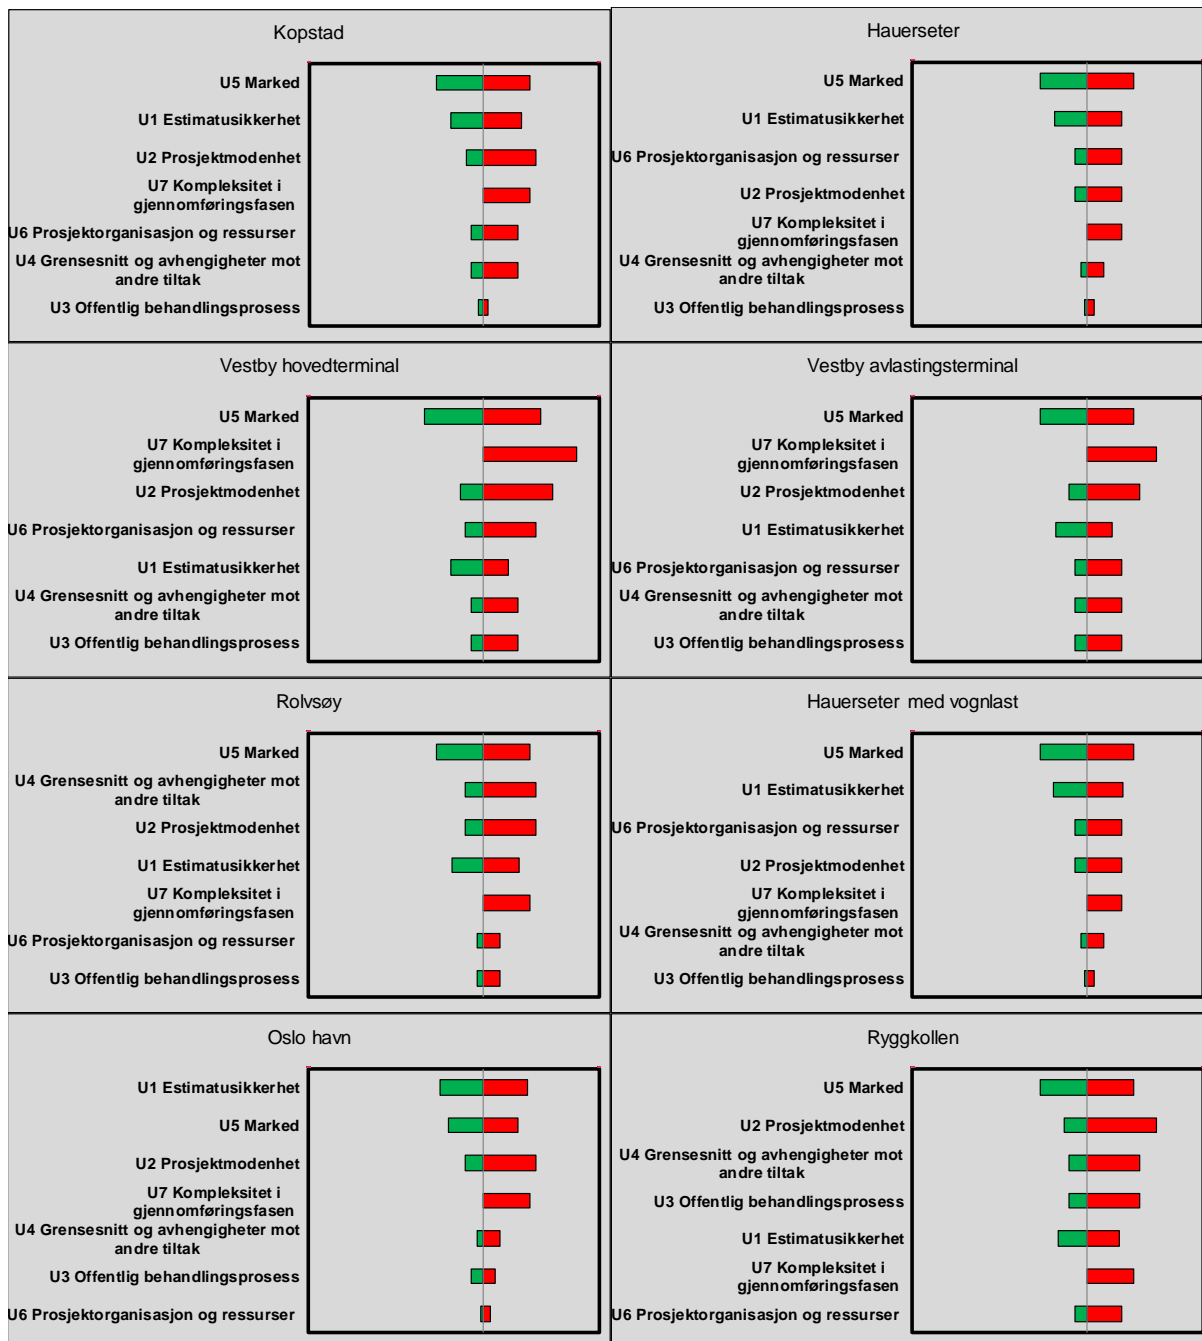 Kopstad
U5 Marked
U1 Estimatusikkerhet
U2 Prosjektmodenhet
U7 Kompleksitet i
gjennomføringsfasen
U6 Prosjektorganisasjon og ressurser
U4 Grensesnitt og avhengigheter mot
andre tiltak
U3 Offentlig behandlingsprosess
Hauerseter
U5 Marked
U1 Estimatusikkerhet
U6 Prosjektorganisasjon og ressurser
U2 Prosjektmodenhet
U7 Kompleksitet i
gjennomføringsfasen
U4 Grensesnitt og avhengigheter mot
andre tiltak
U3 Offentlig behandlingsprosess
Vestby hovedterminal
U5 Marked
U7 Kompleksitet i
gjennomføringsfasen
U2 Prosjektmodenhet
U6 Prosjektorganisasjon og ressurser
U1 Estimatusikkerhet
U4 Grensesnitt og avhengigheter mot
andre tiltak
U3 Offentlig behandlingsprosess
Vestby avlastingsterminal
U5 Marked
U7 Kompleksitet i
gjennomføringsfasen
U2 Prosjektmodenhet
U1 Estimatusikkerhet
U6 Prosjektorganisasjon og ressurser
U4 Grensesnitt og avhengigheter mot
andre tiltak
U3 Offentlig behandlingsprosess
Rolvsøy
U5 Marked
U4 Grensesnitt og avhengigheter mot
andre tiltak
U2 Prosjektmodenhet
U1 Estimatusikkerhet
U7 Kompleksitet i
gjennomføringsfasen
U6 Prosjektorganisasjon og ressurser
U3 Offentlig behandlingsprosess
Hauerseter med vognlast
U5 Marked
U1 Estimatusikkerhet
U6 Prosjektorganisasjon og ressurser
U2 Prosjektmodenhet
U7 Kompleksitet i
gjennomføringsfasen
U4 Grensesnitt og avhengigheter mot
andre tiltak
U3 Offentlig behandlingsprosess
Oslo havn
U1 Estimatusikkerhet
U5 Marked
U2 Prosjektmodenhet
U7 Kompleksitet i
gjennomføringsfasen
U4 Grensesnitt og avhengigheter mot
andre tiltak
U3 Offentlig behandlingsprosess
U6 Prosjektorganisasjon og ressurser
Ryggkollen
U5 Marked
U2 Prosjektmodenhet
U4 Grensesnitt og avhengigheter mot
andre tiltak
U3 Offentlig behandlingsprosess
U1 Estimatusikkerhet
U7 Kompleksitet i
gjennomføringsfasen
U6 Prosjektorganisasjon og ressurser